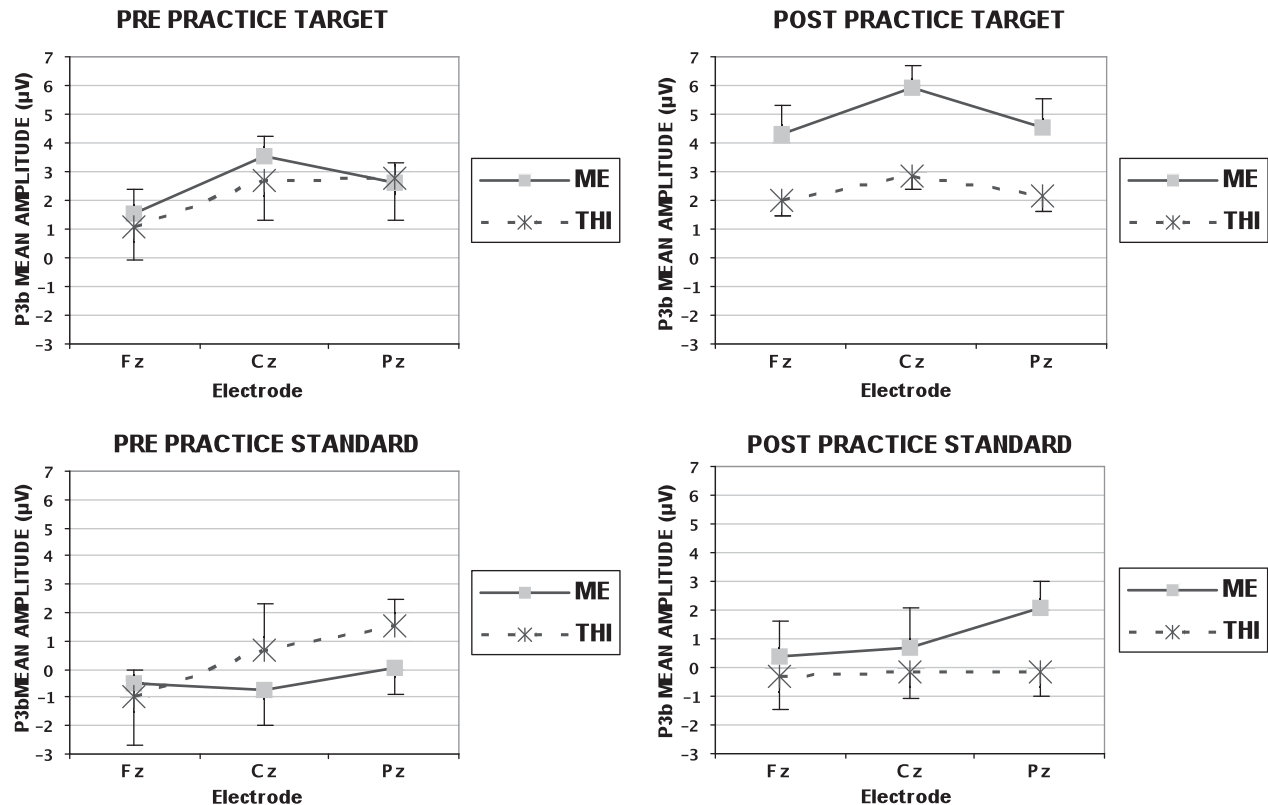 PRE PRACTICE TARGET
P3b MEAN AMPLITUDE (µV)
7
6
5
4
3
2
1
0
−1
−2
−3
Fz Cz Pz
Electrode
ME
THI
POST PRACTICE TARGET
P3b MEAN AMPLITUDE (µV)
7
6
5
4
3
2
1
0
−1
−2
−3
Fz Cz Pz
Electrode
ME
THI
PRE PRACTICE STANDARD
P3bMEAN AMPLITUDE (µV)
7
6
5
4
3
2
1
0
−1
−2
−3
Fz Cz Pz
Electrode
ME
THI
POST PRACTICE STANDARD
P3b MEAN AMPLITUDE (µV)
7
6
5
4
3
2
1
0
−1
−2
−3
Fz Cz Pz
Electrode
ME
THI